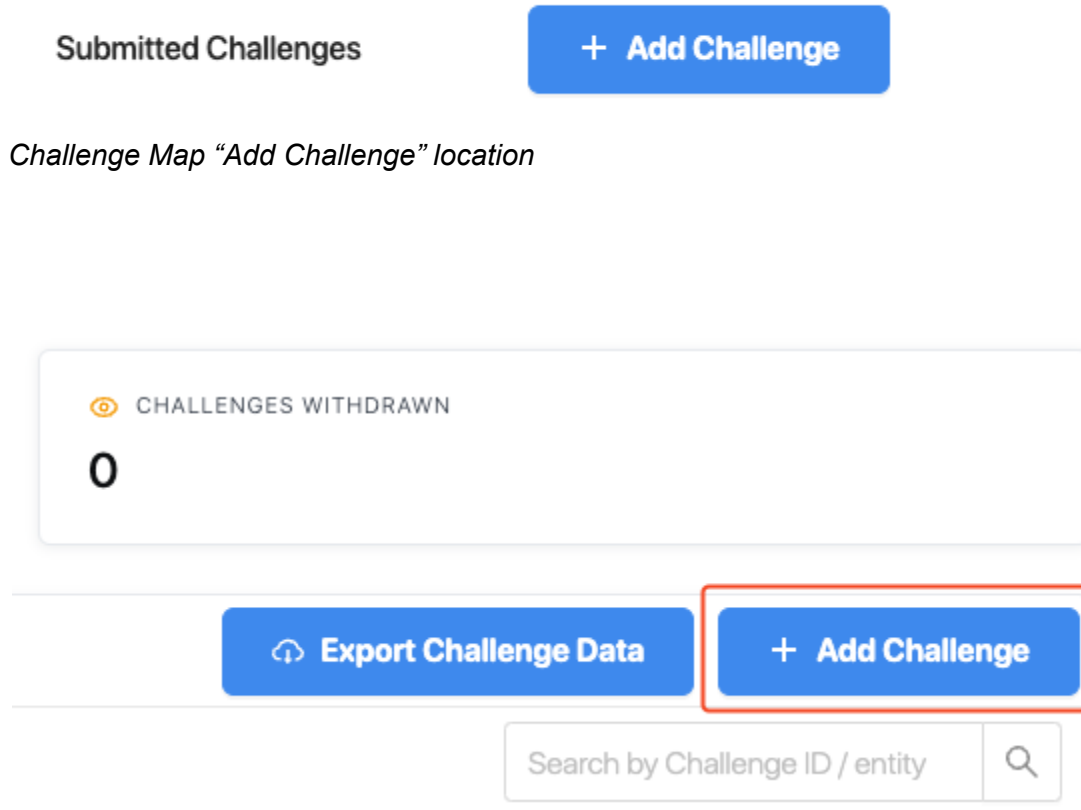 Submitted Challenges + Add Challenge
Challenge Map “Add Challenge” location
CHALLENGES WITHDRAWN
0
Export Challenge Data + Add Challenge
Search by Challenge ID / entity